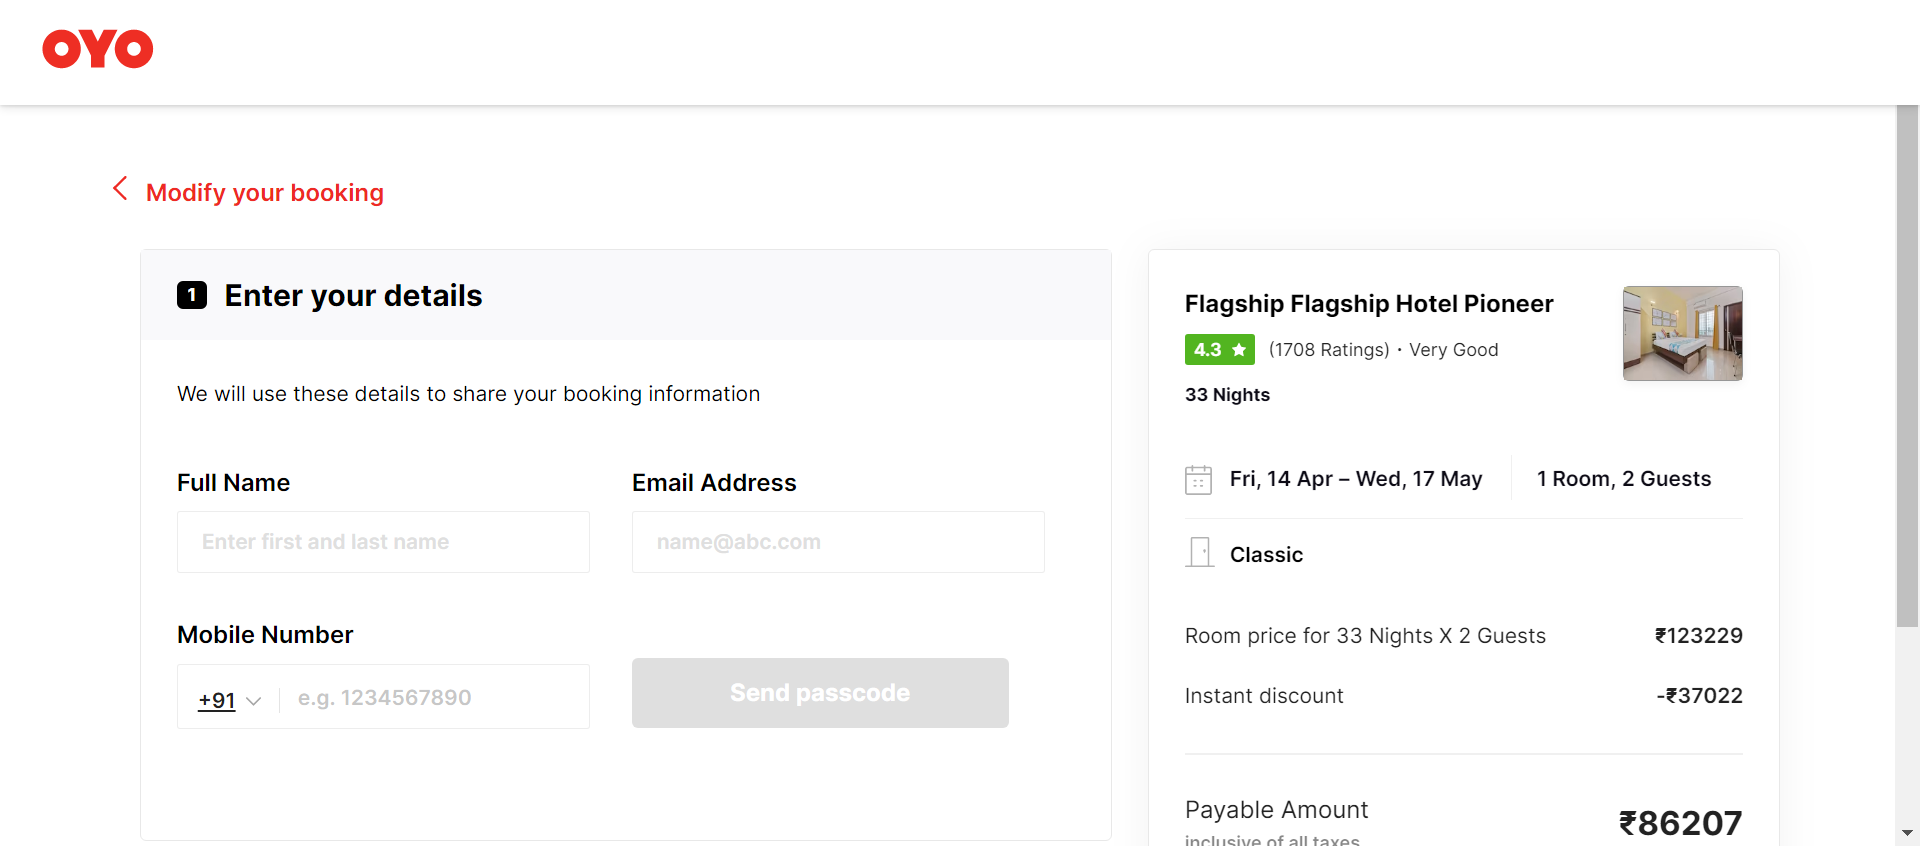 OYO
Modify your booking
1 Enter your details
We will use these details to share your booking information
Full Name
Enter first and last name
Email Address
name@abc.com
Mobile Number
+91 e.g. 1234567890
Send passcode
Flagship Flagship Hotel Pioneer
4.3 ★ (1708 Ratings) · Very Good
33 Nights
Fri, 14 Apr – Wed, 17 May 1 Room, 2 Guests
Classic
Room price for 33 Nights X 2 Guests ₹123229
Instant discount -₹37022
Payable Amount ₹86207
inclusive of all taxes